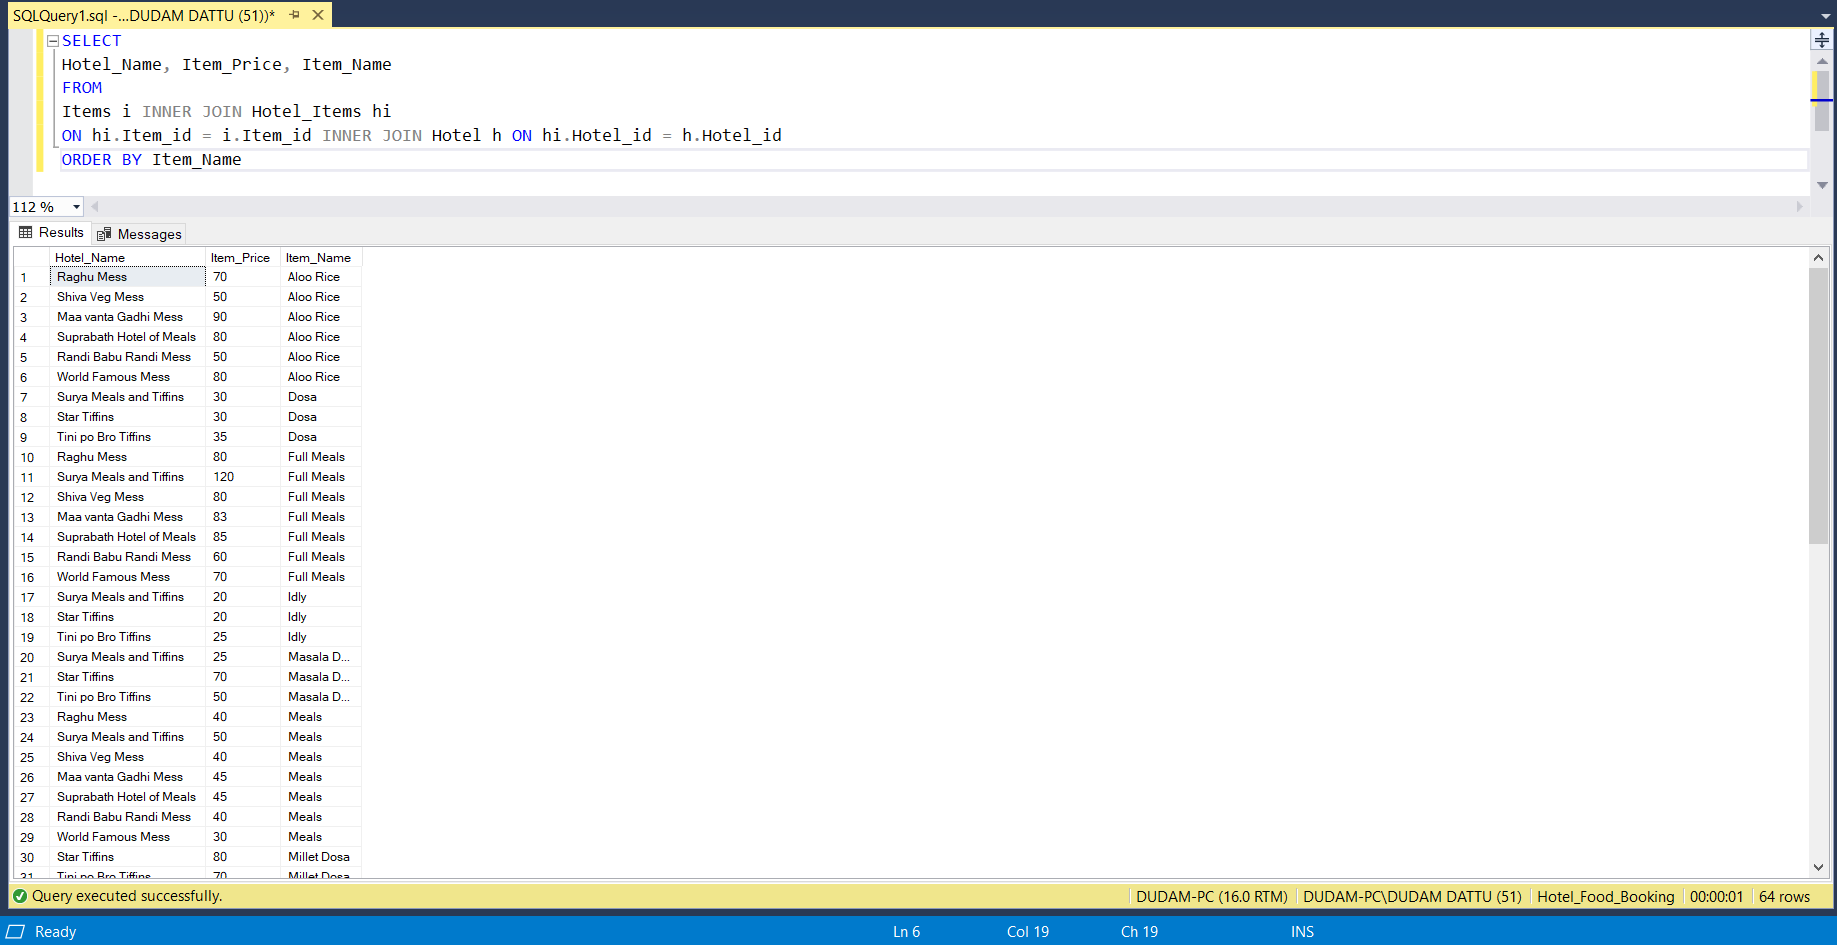 SQLQuery1.sql -...DUDAM DATTU (51))*
SELECT
Hotel_Name, Item_Price, Item_Name
FROM
Items i INNER JOIN Hotel_Items hi
ON hi.Item_id = i.Item_id INNER JOIN Hotel h ON hi.Hotel_id = h.Hotel_id
ORDER BY Item_Name
112 %
Results Messages
Hotel_Name Item_Price Item_Name
1 Raghu Mess 70 Aloo Rice
2 Shiva Veg Mess 50 Aloo Rice
3 Maa vanta Gadhi Mess 90 Aloo Rice
4 Suprabath Hotel of Meals 80 Aloo Rice
5 Randi Babu Randi Mess 50 Aloo Rice
6 World Famous Mess 80 Aloo Rice
7 Surya Meals and Tiffins 30 Dosa
8 Star Tiffins 30 Dosa
9 Tini po Bro Tiffins 35 Dosa
10 Raghu Mess 80 Full Meals
11 Surya Meals and Tiffins 120 Full Meals
12 Shiva Veg Mess 80 Full Meals
13 Maa vanta Gadhi Mess 83 Full Meals
14 Suprabath Hotel of Meals 85 Full Meals
15 Randi Babu Randi Mess 60 Full Meals
16 World Famous Mess 70 Full Meals
17 Surya Meals and Tiffins 20 Idly
18 Star Tiffins 20 Idly
19 Tini po Bro Tiffins 25 Idly
20 Surya Meals and Tiffins 25 Masala D...
21 Star Tiffins 70 Masala D...
22 Tini po Bro Tiffins 50 Masala D...
23 Raghu Mess 40 Meals
24 Surya Meals and Tiffins 50 Meals
25 Shiva Veg Mess 40 Meals
26 Maa vanta Gadhi Mess 45 Meals
27 Suprabath Hotel of Meals 45 Meals
28 Randi Babu Randi Mess 40 Meals
29 World Famous Mess 30 Meals
30 Star Tiffins 80 Millet Dosa
31 Tini po Bro Tiffins 70 Millet Dosa
Query executed successfully. DUDAM-PC (16.0 RTM) DUDAM-PC\DUDAM DATTU (51) Hotel_Food_Booking 00:00:01 64 rows
Ready Ln 6 Col 19 Ch 19 INS